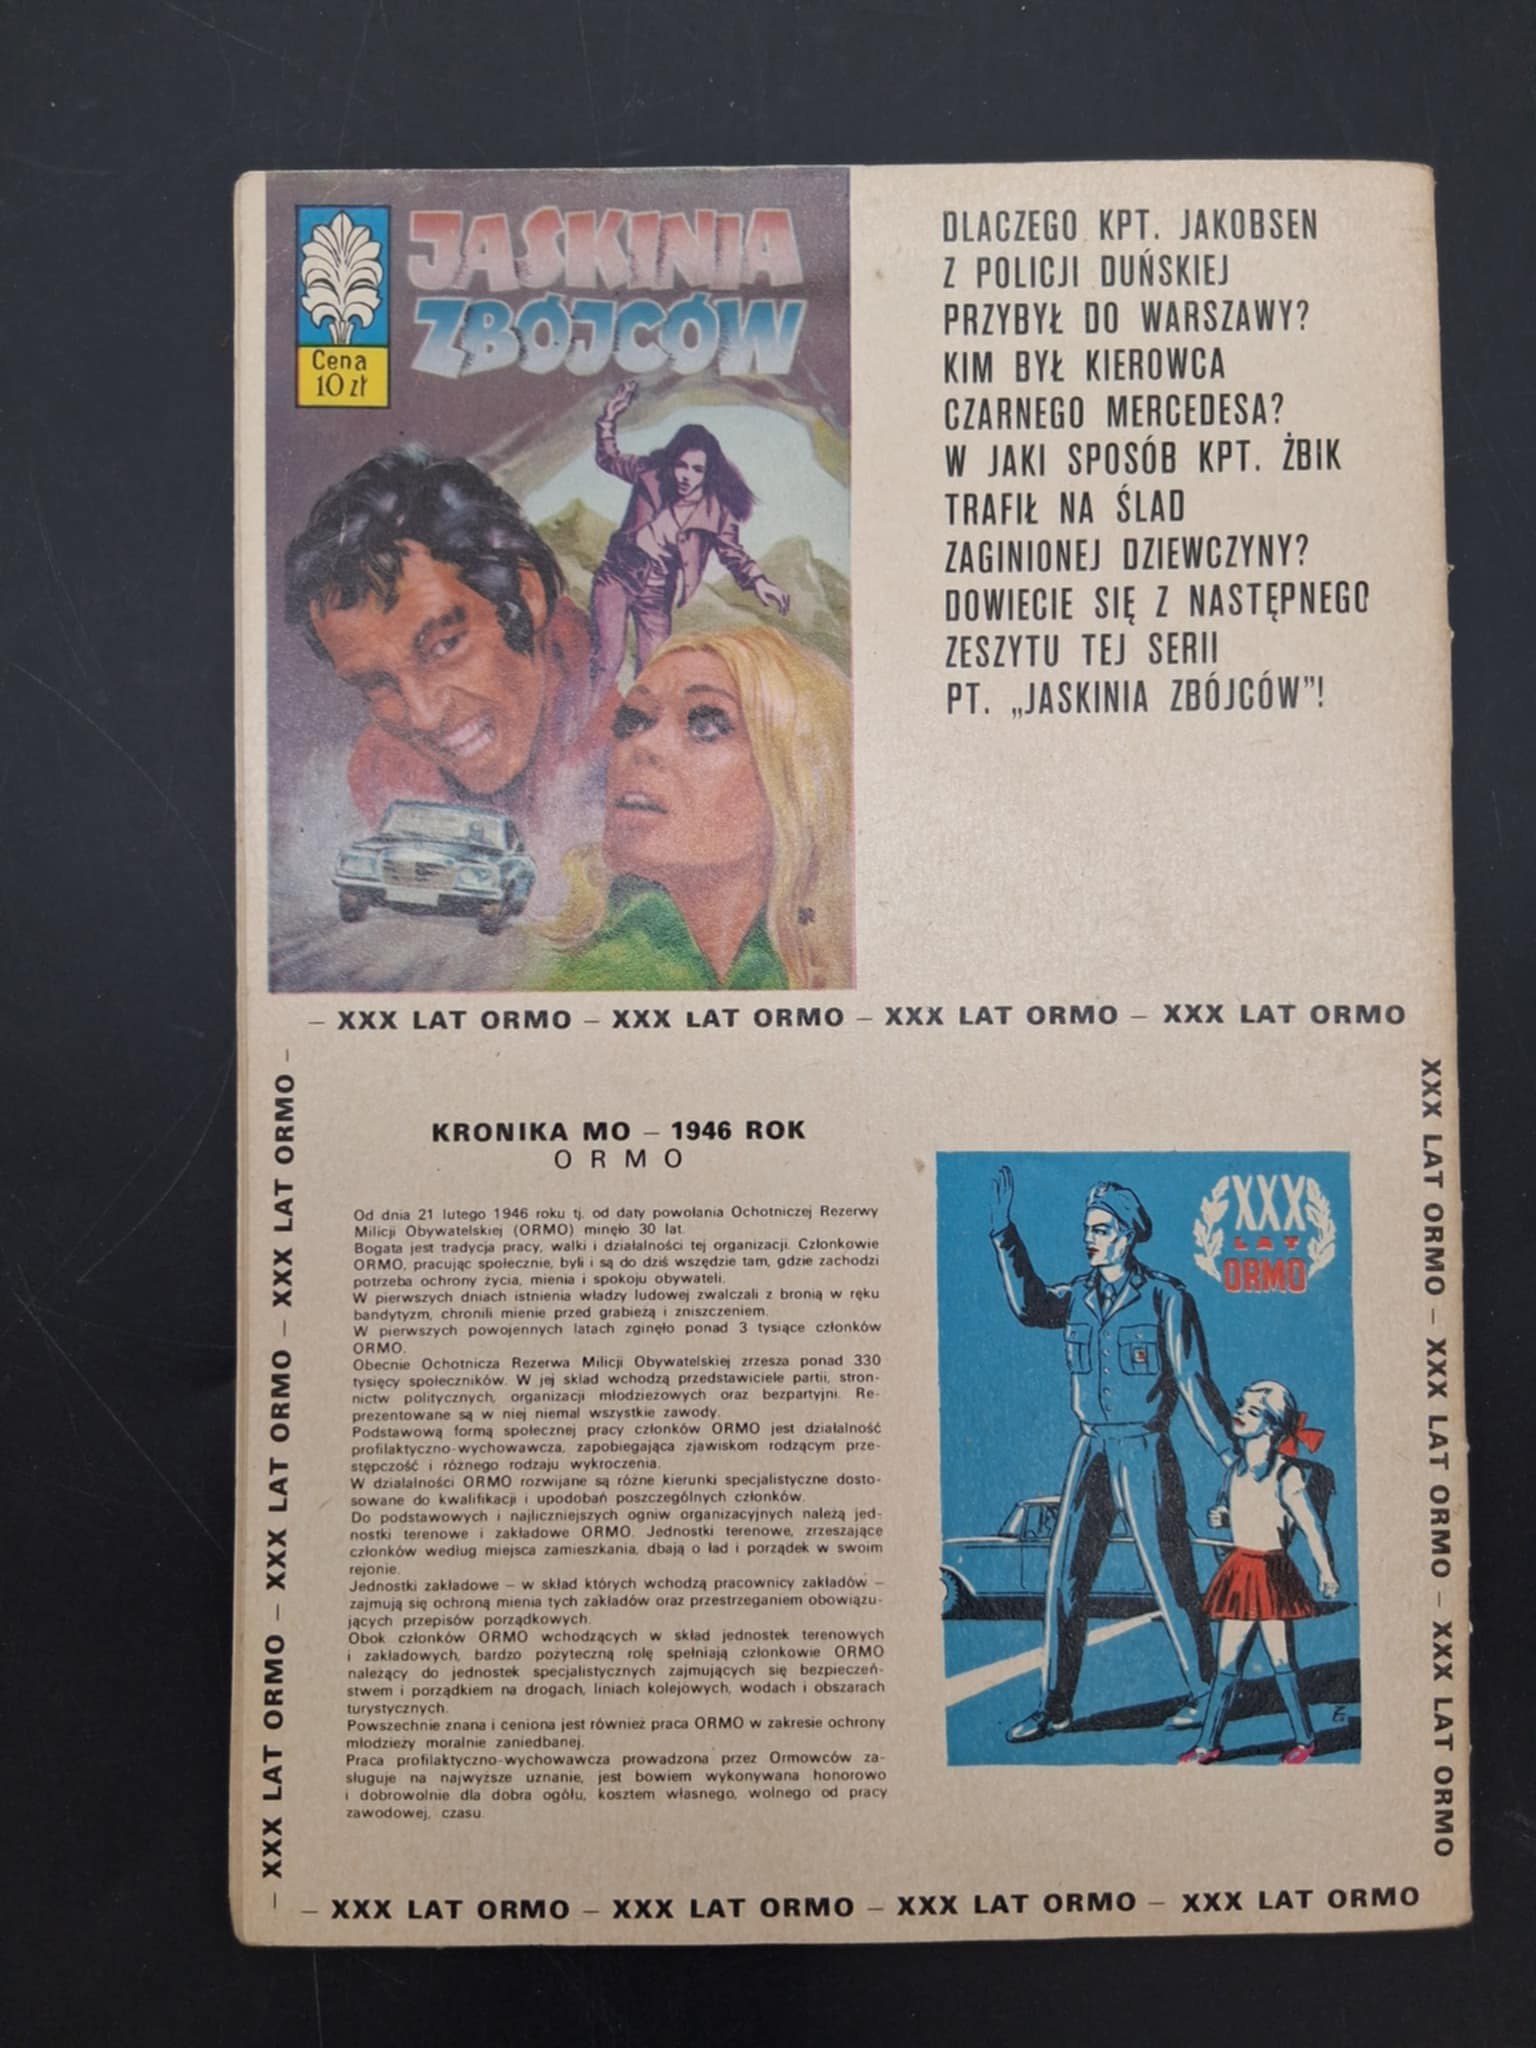 JASKINIA
ZBÓJCÓW
Cena
10 zł
DLACZEGO KPT. JAKOBSEN
Z POLICJI DUŃSKIEJ
PRZYBYŁ DO WARSZAWY?
KIM BYŁ KIEROWCA
CZARNEGO MERCEDESA?
W JAKI SPOSÓB KPT. ŻBIK
TRAFIŁ NA ŚLAD
ZAGINIONEJ DZIEWCZYNY?
DOWIECIE SIĘ Z NASTĘPNEGO
ZESZYTU TEJ SERII
PT. „JASKINIA ZBÓJCÓW”!
– XXX LAT ORMO – XXX LAT ORMO – XXX LAT ORMO – XXX LAT ORMO
– XXX LAT ORMO – XXX LAT ORMO – XXX LAT ORMO –
KRONIKA MO – 1946 ROK
ORMO
Od dnia 21 lutego 1946 roku tj. od daty powołania Ochotniczej Rezerwy
Milicji Obywatelskiej (ORMO) minęło 30 lat.
Bogata jest tradycja pracy, walki i działalności tej organizacji. Członkowie
ORMO, pracując społecznie, byli i są do dziś wszędzie tam, gdzie zachodzi
potrzeba ochrony życia, mienia i spokoju obywateli.
W pierwszych dniach istnienia władzy ludowej zwalczali z bronią w ręku
bandytyzm, chronili mienie przed grabieżą i zniszczeniem.
W pierwszych powojennych latach zginęło ponad 3 tysiące członków
ORMO.
Obecnie Ochotnicza Rezerwa Milicji Obywatelskiej zrzesza ponad 330
tysięcy społeczników. W jej skład wchodzą przedstawiciele partii, stron-
nictw politycznych, organizacji młodzieżowych oraz bezpartyjni. Re-
prezentowane są w niej niemal wszystkie zawody.
Podstawową formą społecznej pracy członków ORMO jest działalność
profilaktyczno-wychowawcza, zapobiegająca zjawiskom rodzącym prze-
stępczość i różnego rodzaju wykroczenia.
W działalności ORMO rozwijane są różne kierunki specjalistyczne dosto-
sowane do kwalifikacji i upodobań poszczególnych członków.
Do podstawowych i najliczniejszych ogniw organizacyjnych należą jed-
nostki terenowe i zakładowe ORMO. Jednostki terenowe, zrzeszające
członków według miejsca zamieszkania, dbają o ład i porządek w swoim
rejonie.
Jednostki zakładowe – w skład których wchodzą pracownicy zakładów –
zajmują się ochroną mienia tych zakładów oraz przestrzeganiem obowiązu-
jących przepisów porządkowych.
Obok członków ORMO wchodzących w skład jednostek terenowych
i zakładowych, bardzo pożyteczną rolę spełniają członkowie ORMO
należący do jednostek specjalistycznych zajmujących się bezpieczeń-
stwem i porządkiem na drogach, liniach kolejowych, wodach i obszarach
turystycznych.
Powszechnie znana i ceniona jest również praca ORMO w zakresie ochrony
młodzieży moralnie zaniedbanej.
Praca profilaktyczno-wychowawcza prowadzona przez Ormowców za-
sługuje na najwyższe uznanie, jest bowiem wykonywana honorowo
i dobrowolnie dla dobra ogółu, kosztem własnego, wolnego od pracy
zawodowej, czasu.
XXX
LAT
ORMO
XXX LAT ORMO – XXX LAT ORMO – XXX LAT ORMO
– XXX LAT ORMO – XXX LAT ORMO – XXX LAT ORMO – XXX LAT ORMO